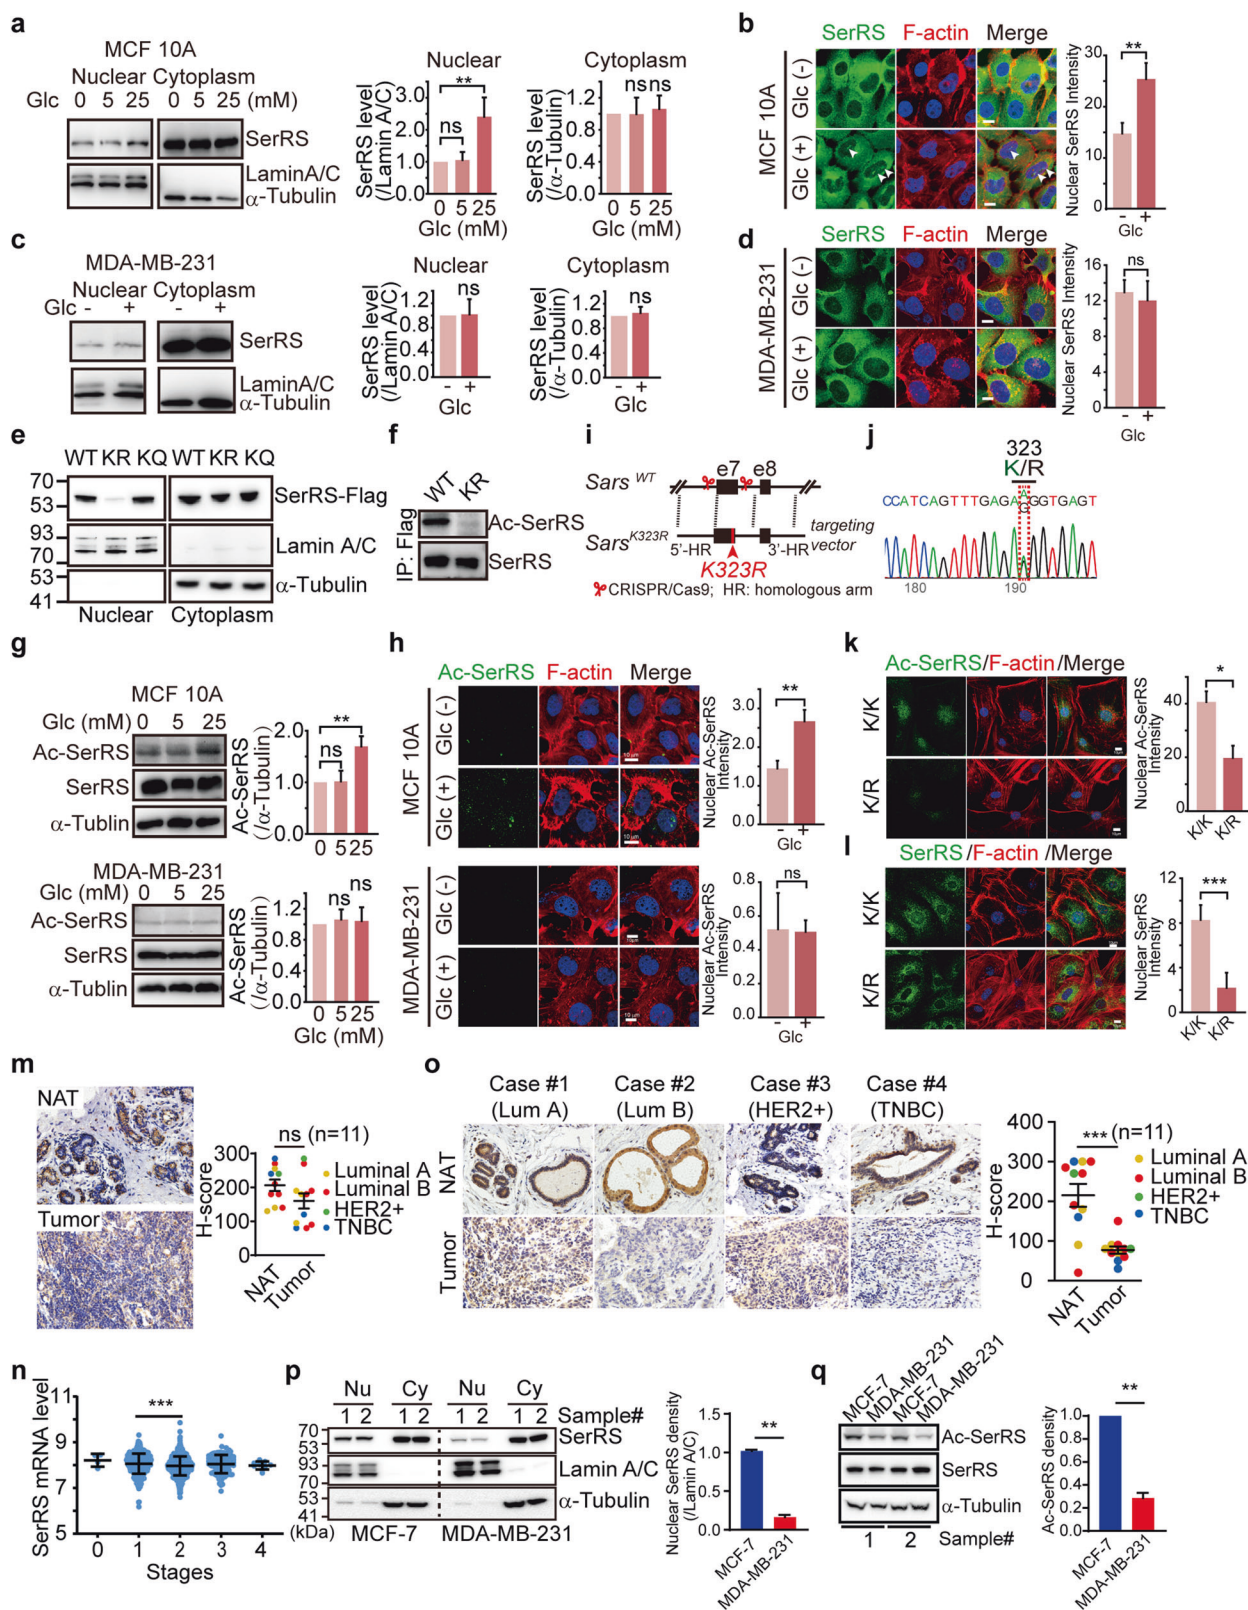 a
MCF 10A
Nuclear Cytoplasm
Glc 0 5 25 0 5 25 (mM)
SerRS
LaminA/C
α-Tubulin
Nuclear
SerRS level
(/Lamin A/C)
3.0
2.0
1.0
0.0
**
ns
0 5 25
Glc (mM)
Cytoplasm
SerRS level
(/α-Tubulin)
1.5
1.2
0.9
0.6
0.3
0.0
nsns
0 5 25
Glc (mM)
b
SerRS F-actin Merge
MCF 10A
Glc (-)
Glc (+)
Nuclear SerRS Intensity
30
20
10
0
**
- +
Glc
c
MDA-MB-231
Nuclear Cytoplasm
Glc - + - +
SerRS
LaminA/C
α-Tubulin
Nuclear
SerRS level
(/Lamin A/C)
1.2
0.8
0.4
0.0
ns
- +
Glc
Cytoplasm
SerRS level
(/α-Tubulin)
1.2
0.8
0.4
0.0
ns
- +
Glc
d
SerRS F-actin Merge
MDA-MB-231
Glc (-)
Glc (+)
Nuclear SerRS Intensity
16
12
8
4
0
ns
- +
Glc
e
WT KR KQ WT KR KQ
70
53
SerRS-Flag
93
70
Lamin A/C
53
41
α-Tubulin
Nuclear Cytoplasm
f
WT KR
IP: Flag
Ac-SerRS
SerRS
i
e7 e8
Sars WT
Sars K323R
5'-HR 3'-HR
targeting
vector
K323R
CRISPR/Cas9; HR: homologous arm
j
323
K/R
A
CCATCAGTTTGAGA GGTGAGT
G
180 190
g
MCF 10A
Glc (mM) 0 5 25
Ac-SerRS
SerRS
α-Tublin
Ac-SerRS
(/α-Tubulin)
2.0
1.0
0.0
**
ns
0 5 25
MDA-MB-231
Glc (mM) 0 5 25
Ac-SerRS
SerRS
α-Tublin
Ac-SerRS
(/α-Tubulin)
1.2
0.8
0.4
0.0
ns
ns
0 5 25
Glc (mM)
h
Ac-SerRS F-actin Merge
MCF 10A
Glc (-)
Glc (+)
10 μm
10 μm
Nuclear Ac-SerRS
Intensity
3.0
1.5
0.0
**
- +
Glc
MDA-MB-231
Glc (-)
Glc (+)
10μm
10 μm
Nuclear Ac-SerRS
Intensity
0.8
0.6
0.4
0.2
0.0
ns
- +
Glc
k
Ac-SerRS/F-actin/Merge
K/K
K/R
Nuclear Ac-SerRS
Intensity
40
20
0
*
K/K K/R
l
SerRS/F-actin /Merge
K/K
K/R
Nuclear SerRS
Intensity
12
9
6
3
0
***
K/K K/R
m
NAT
Tumor
H-score
300
200
100
0
ns (n=11)
NAT Tumor
Luminal A
Luminal B
HER2+
TNBC
o
Case #1 Case #2 Case #3 Case #4
(Lum A) (Lum B) (HER2+) (TNBC)
NAT
Tumor
H-score
400
300
200
100
0
*** (n=11)
NAT Tumor
Luminal A
Luminal B
HER2+
TNBC
n
SerRS mRNA level
11
9
7
5
***
0 1 2 3 4
Stages
p
Nu Cy Nu Cy
1 2 1 2 1 2 1 2 Sample#
70
53
SerRS
93
70
Lamin A/C
53
41
α-Tubulin
(kDa) MCF-7 MDA-MB-231
Nuclear SerRS density
(/Lamin A/C)
1.5
1.0
0.5
0.0
**
MCF-7
MDA-MB-231
q
MCF-7
MDA-MB-231
MCF-7
MDA-MB-231
Ac-SerRS
SerRS
α-Tubulin
1 2 Sample#
Ac-SerRS density
1.0
0.8
0.6
0.4
0.2
0.0
**
MCF-7
MDA-MB-231